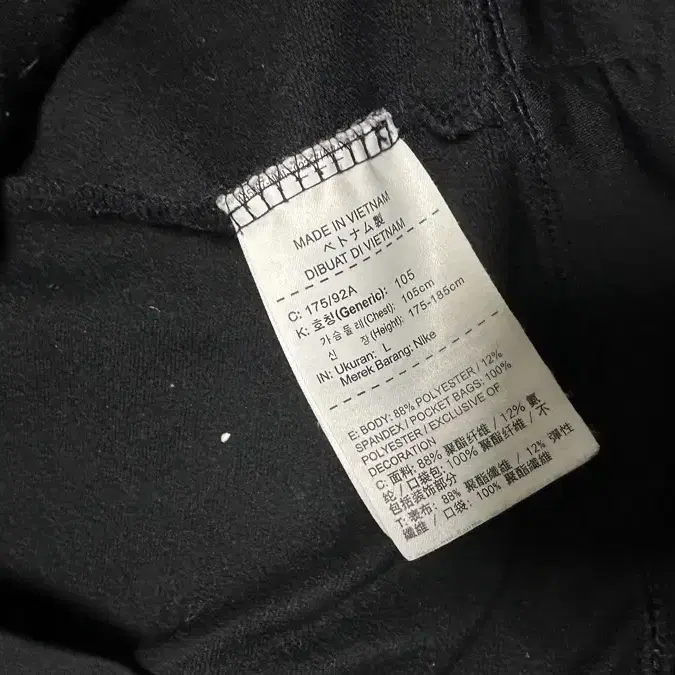 MADE IN VIETNAM
ベトナム製
DIBUAT DI VIETNAM
C: 175/92A
K: 호칭(Generic): 105
가슴둘레(Chest): 105cm
신 장(Height): 175-185cm
IN: Ukuran: L
Merek Barang: Nike
E: BODY: 88% POLYESTER / 12%
SPANDEX / POCKET BAGS: 100%
POLYESTER / EXCLUSIVE OF
DECORATION
C: 面料: 88% 聚酯纤维 / 12% 氨
纶 / 口袋包: 100% 聚酯纤维 / 不
包括装饰部分
T: 表布: 88% 聚酯纖維 / 12% 彈性
纖維 / 口袋: 100% 聚酯纖維